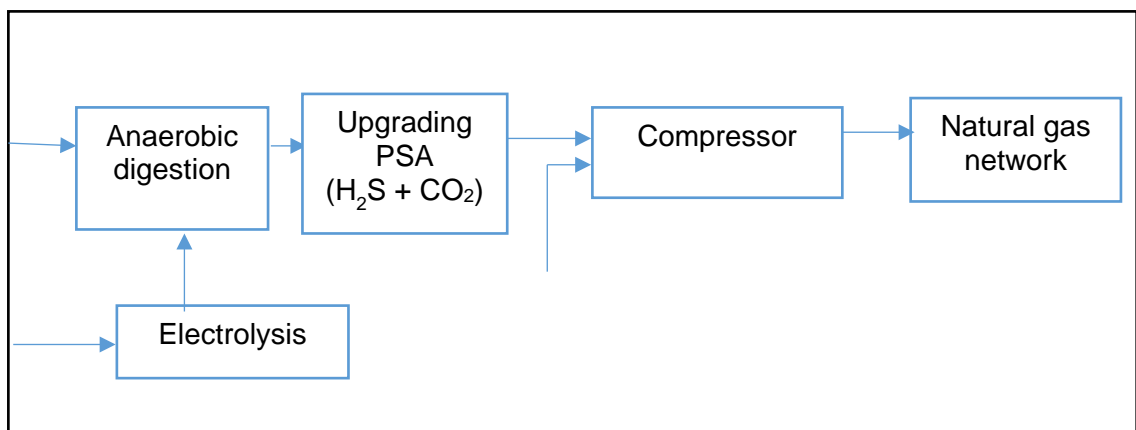 Anaerobic
digestion
Upgrading
PSA
(H₂S + CO₂)
Compressor
Natural gas
network
Electrolysis